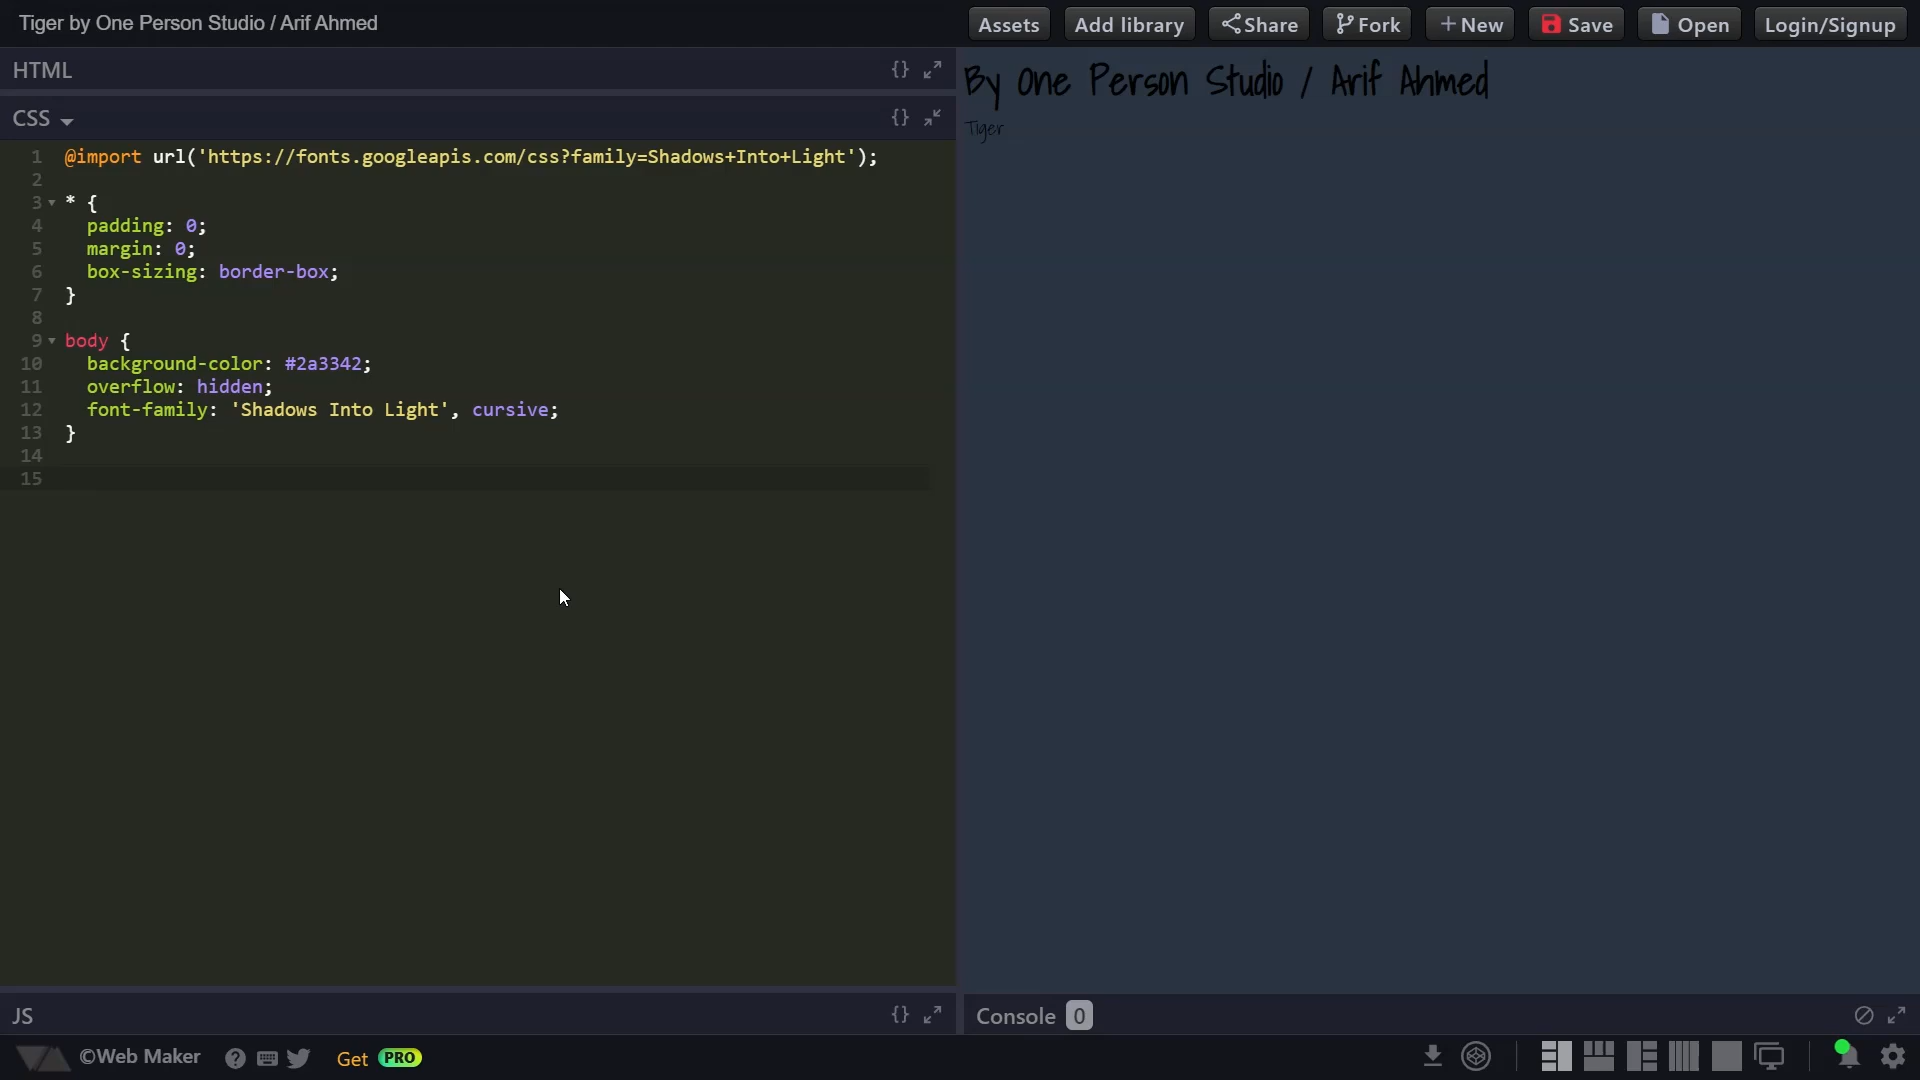 Tiger by One Person Studio / Arif Ahmed
Assets
Add library
Share
Fork
+ New
Save
Open
Login/Signup
HTML
{}
CSS
{}
1 @import url('https://fonts.googleapis.com/css?family=Shadows+Into+Light');
2
3 * {
4 padding: 0;
5 margin: 0;
6 box-sizing: border-box;
7 }
8
9 body {
10 background-color: #2a3342;
11 overflow: hidden;
12 font-family: 'Shadows Into Light', cursive;
13 }
14
15
By One Person Studio / Arif Ahmed
Tiger
JS
{}
Console 0
©Web Maker
?
Get PRO